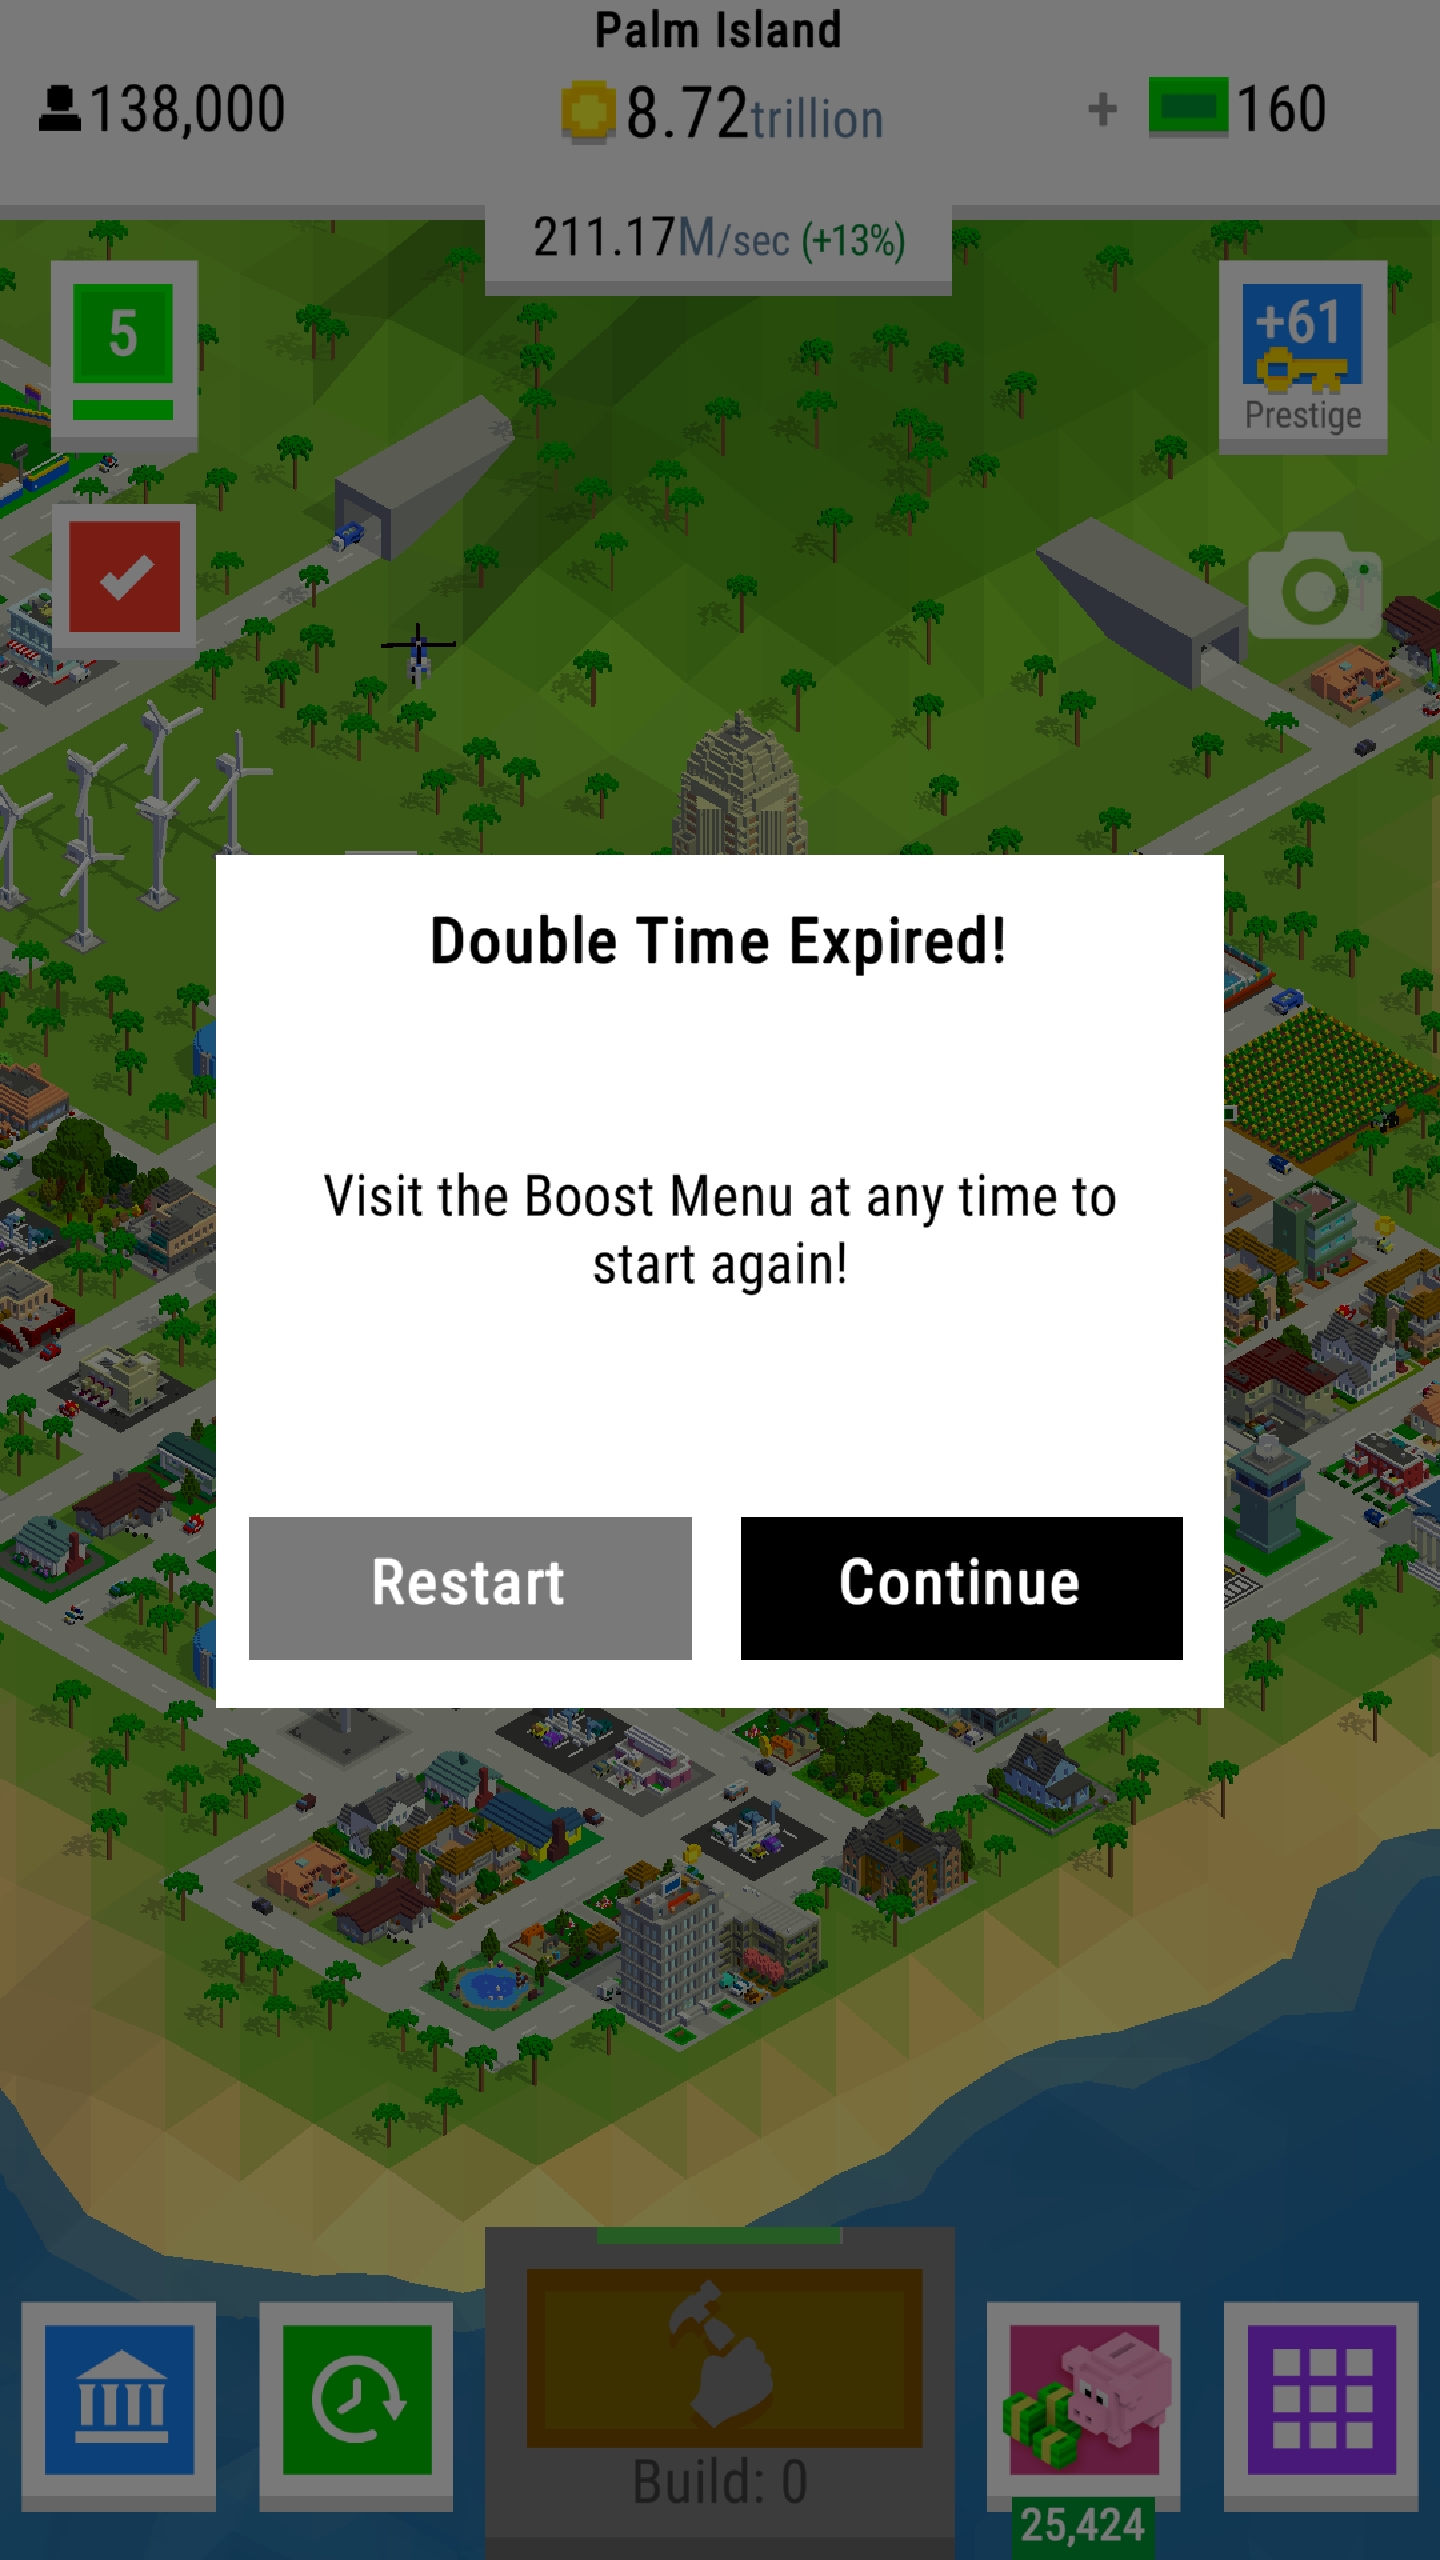 Palm Island
138,000
8.72trillion
+ 160
211.17M/sec (+13%)
5
+61
Prestige
Double Time Expired!
Visit the Boost Menu at any time to
start again!
Restart
Continue
Build: 0
25,424